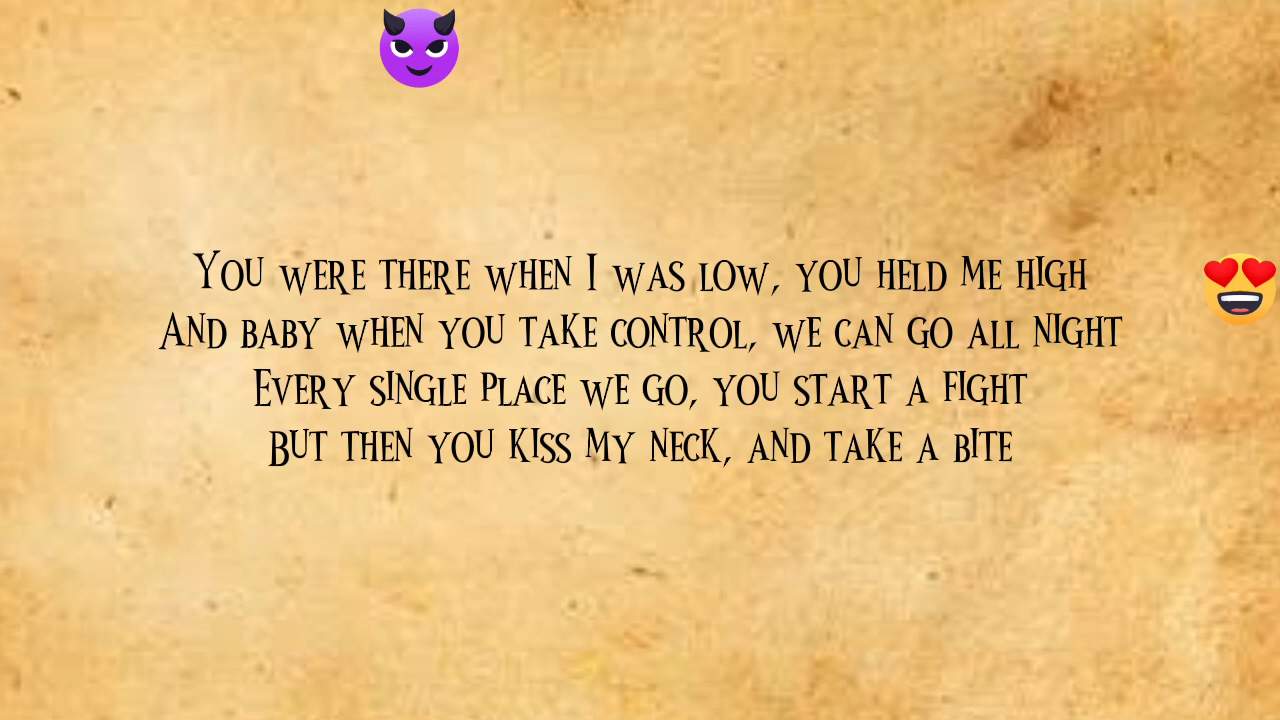 You were there when I was low, you held me high
And baby when you take control, we can go all night
Every single place we go, you start a fight
But then you kiss my neck, and take a bite